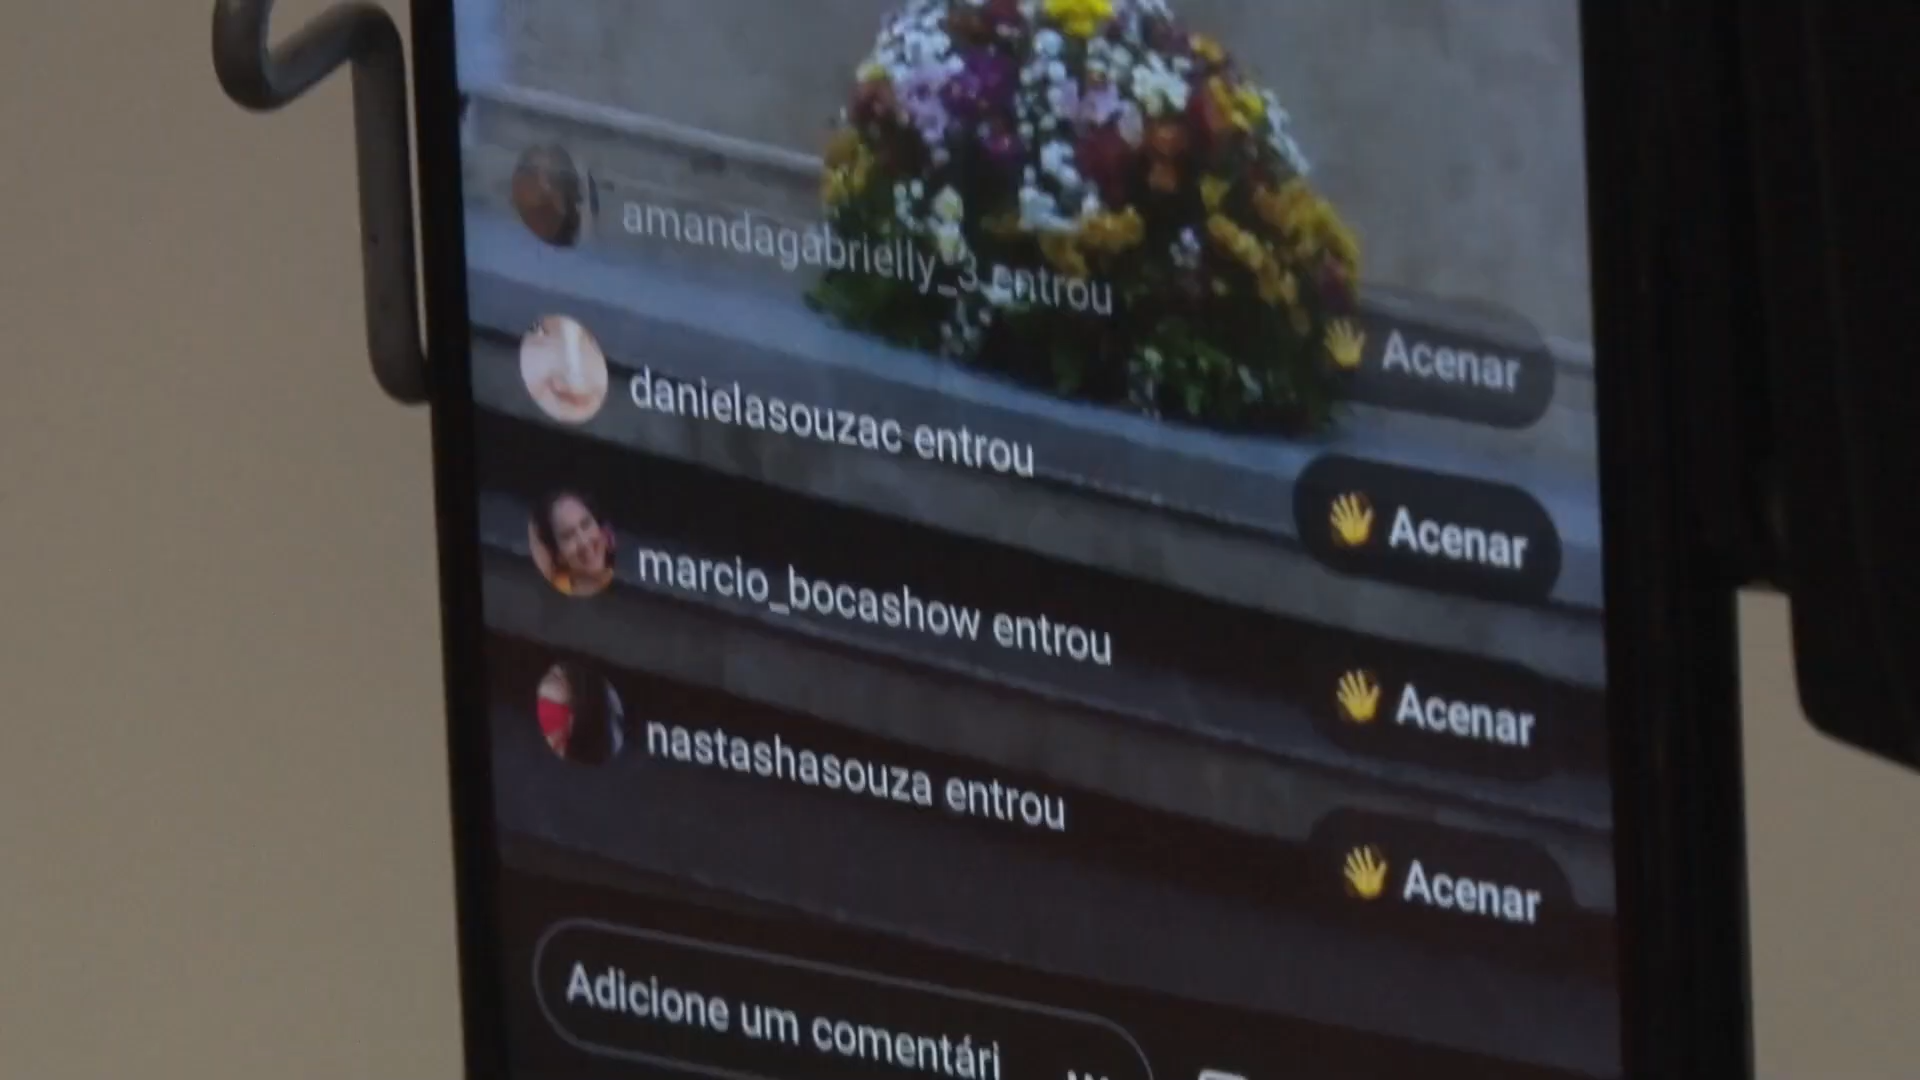 amandagabrielly_3 entrou
Acenar
danielasouzac entrou
Acenar
marcio_bocashow entrou
Acenar
nastashasouza entrou
Acenar
Adicione um comentári